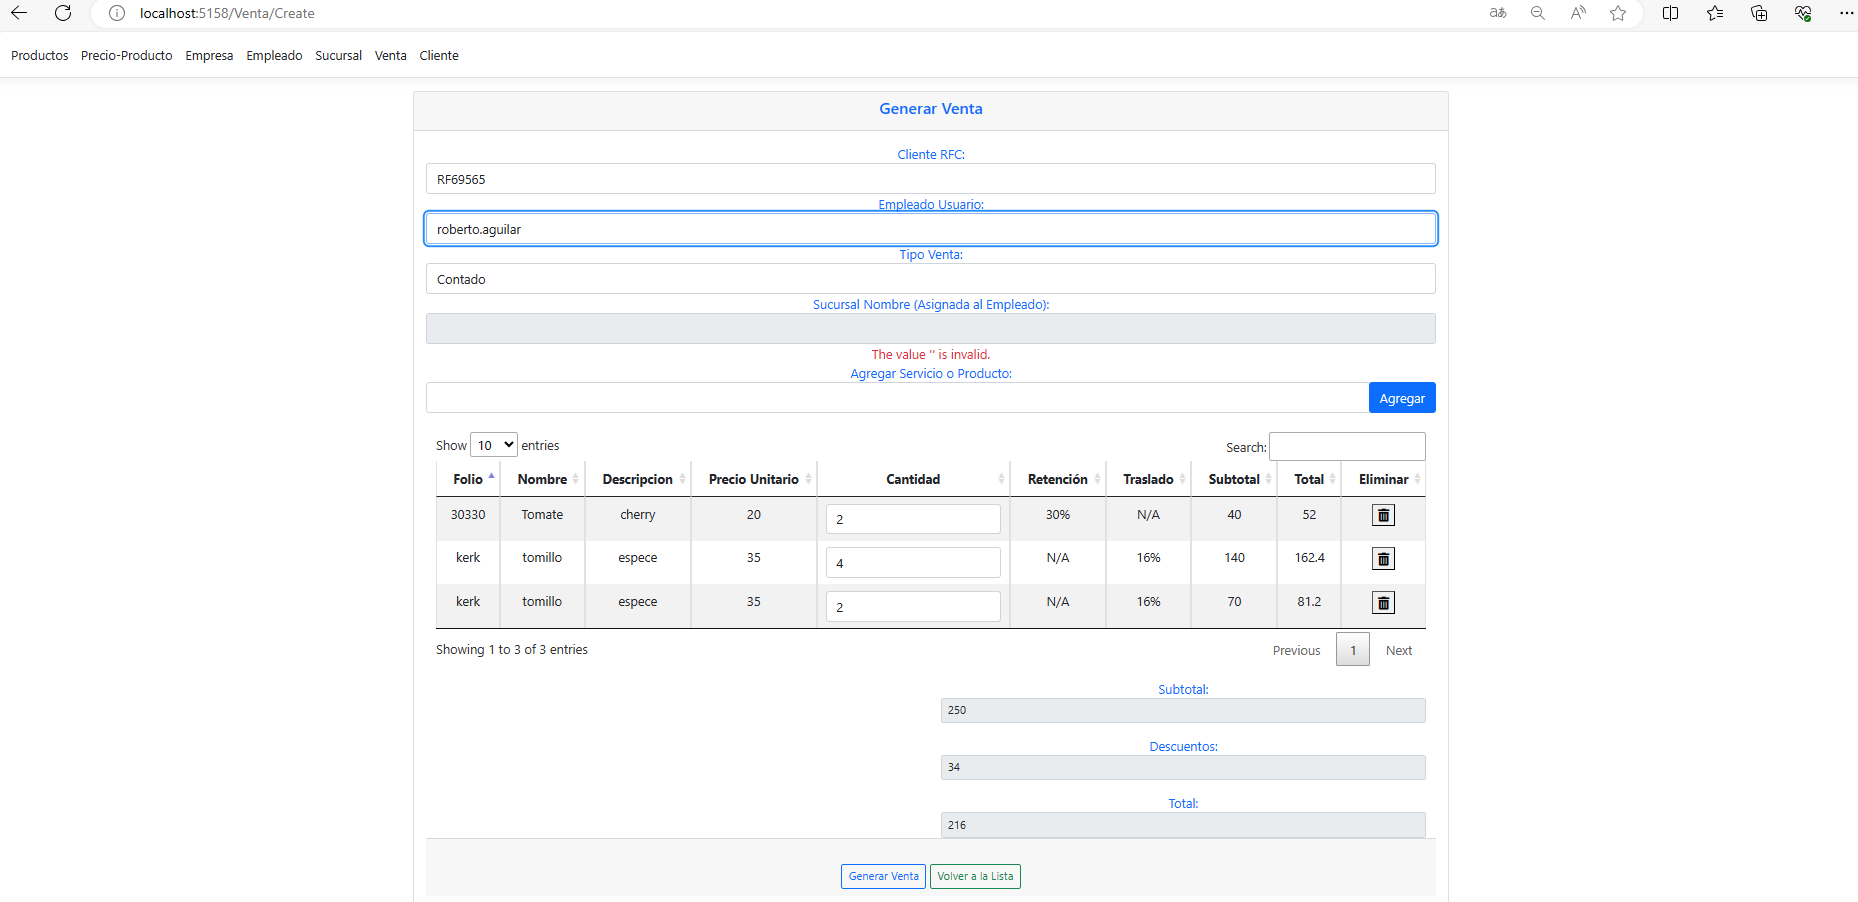 localhost:5158/Venta/Create
Productos Precio-Producto Empresa Empleado Sucursal Venta Cliente
Generar Venta
Cliente RFC:
RF69565
Empleado Usuario:
roberto.aguilar
Tipo Venta:
Contado
Sucursal Nombre (Asignada al Empleado):
The value '' is invalid.
Agregar Servicio o Producto:
Agregar
Show 10 entries Search:
Folio Nombre Descripcion Precio Unitario Cantidad Retención Traslado Subtotal Total Eliminar
30330 Tomate cherry 20 2 30% N/A 40 52
kerk tomillo espece 35 4 N/A 16% 140 162.4
kerk tomillo espece 35 2 N/A 16% 70 81.2
Showing 1 to 3 of 3 entries Previous 1 Next
Subtotal:
250
Descuentos:
34
Total:
216
Generar Venta Volver a la Lista